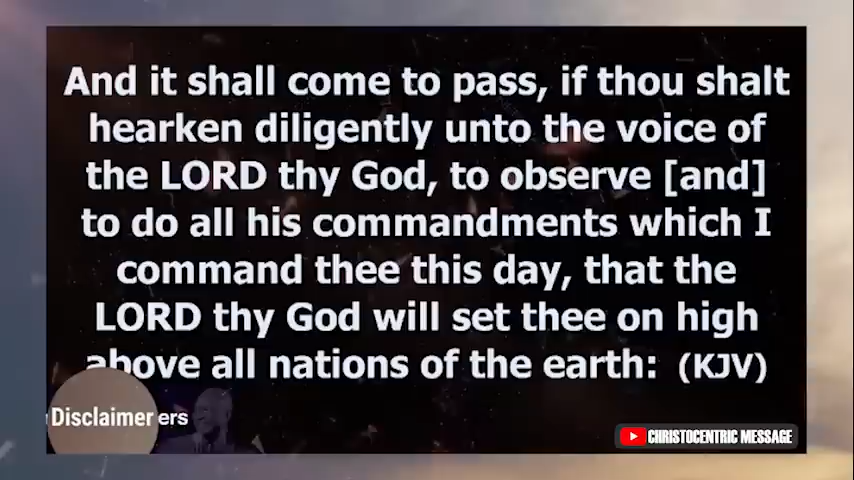 And it shall come to pass, if thou shalt
hearken diligently unto the voice of
the LORD thy God, to observe [and]
to do all his commandments which I
command thee this day, that the
LORD thy God will set thee on high
above all nations of the earth: (KJV)
Disclaimer ers
CHRISTOCENTRIC MESSAGE